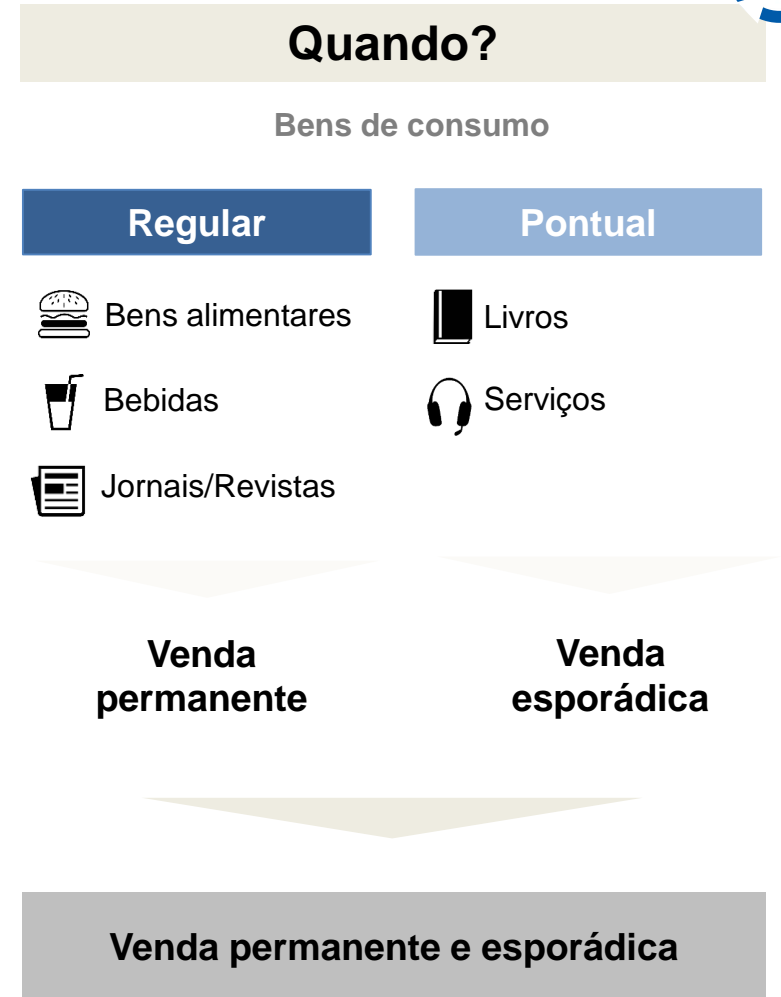 Quando?
Bens de consumo
Regular
Pontual
Bens alimentares
Livros
Bebidas
Serviços
Jornais/Revistas
Venda
permanente
Venda
esporádica
Venda permanente e esporádica